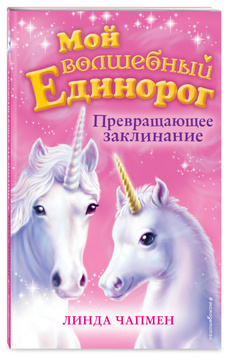 Мой
волшебный
Единорог
Превращающее
заклинание
ЛИНДА ЧАПМЕН